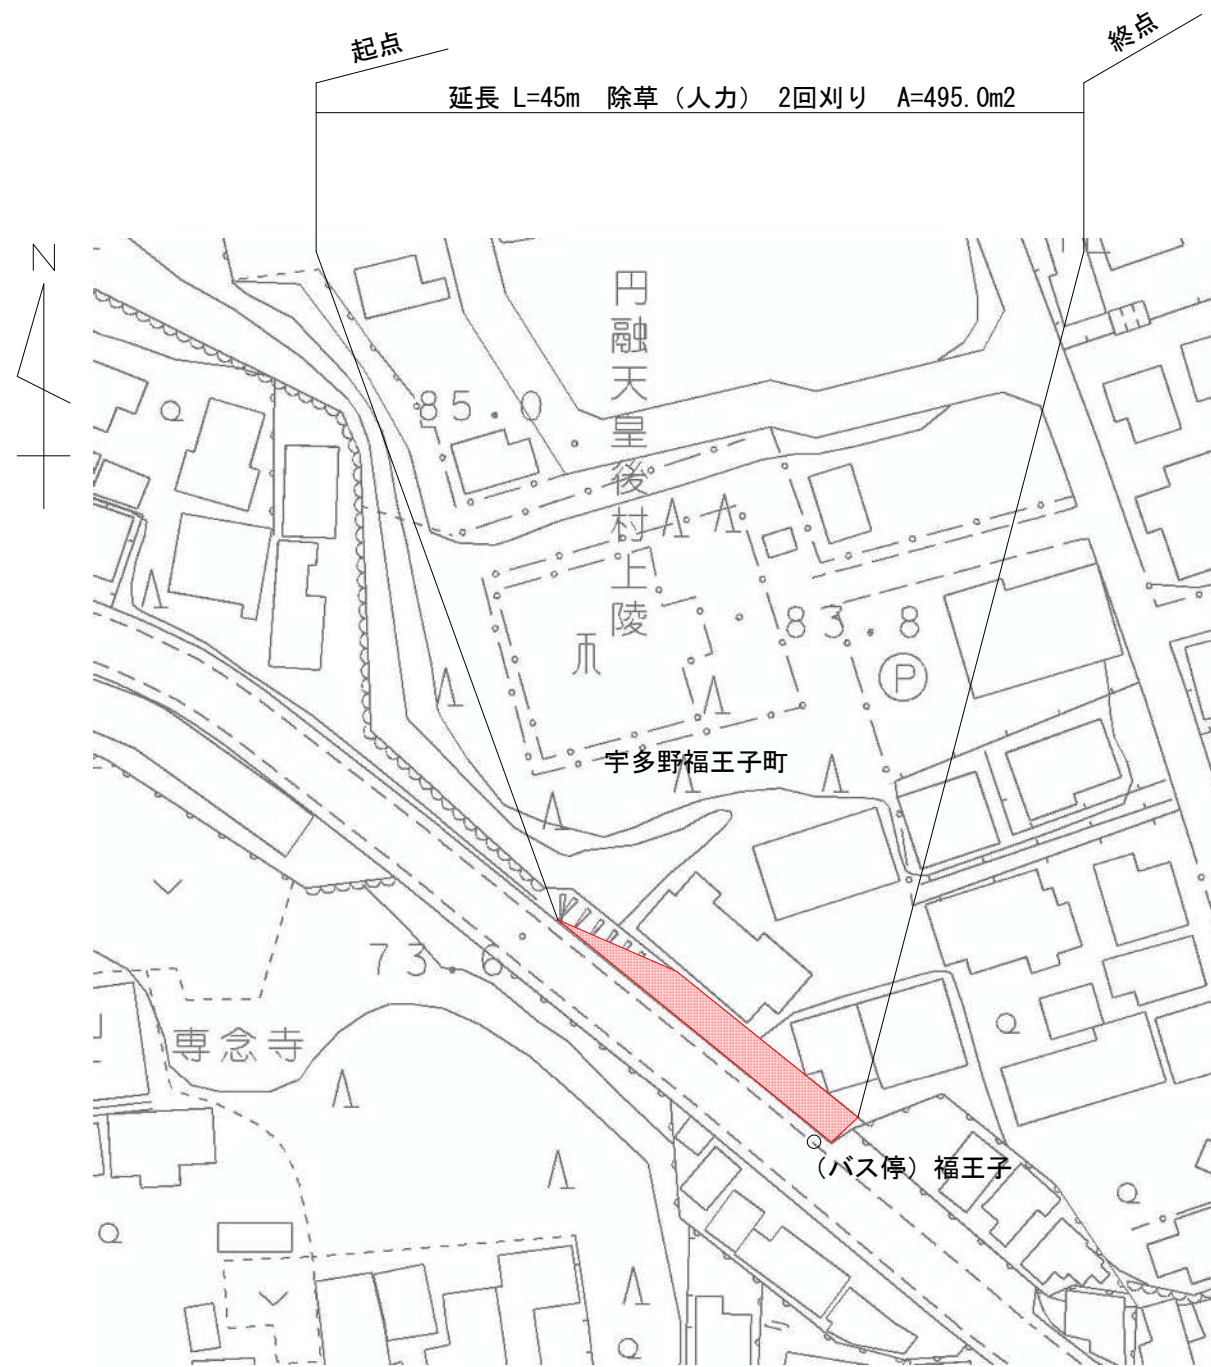 起点
終点
延長 L=45m 除草（人力） 2回刈り A=495.0m2
N
円融天皇後村上陵
85.0
83.8
P
宇多野福王子町
73.6
専念寺
（バス停）福王子